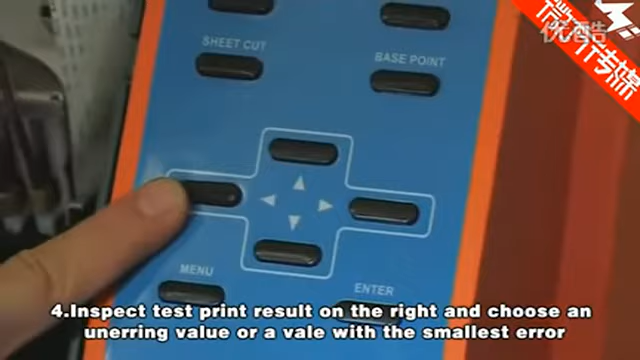 优酷
SHEET CUT
BASE POINT
MENU
ENTER
4.Inspect test print result on the right and choose an
unerring value or a vale with the smallest error